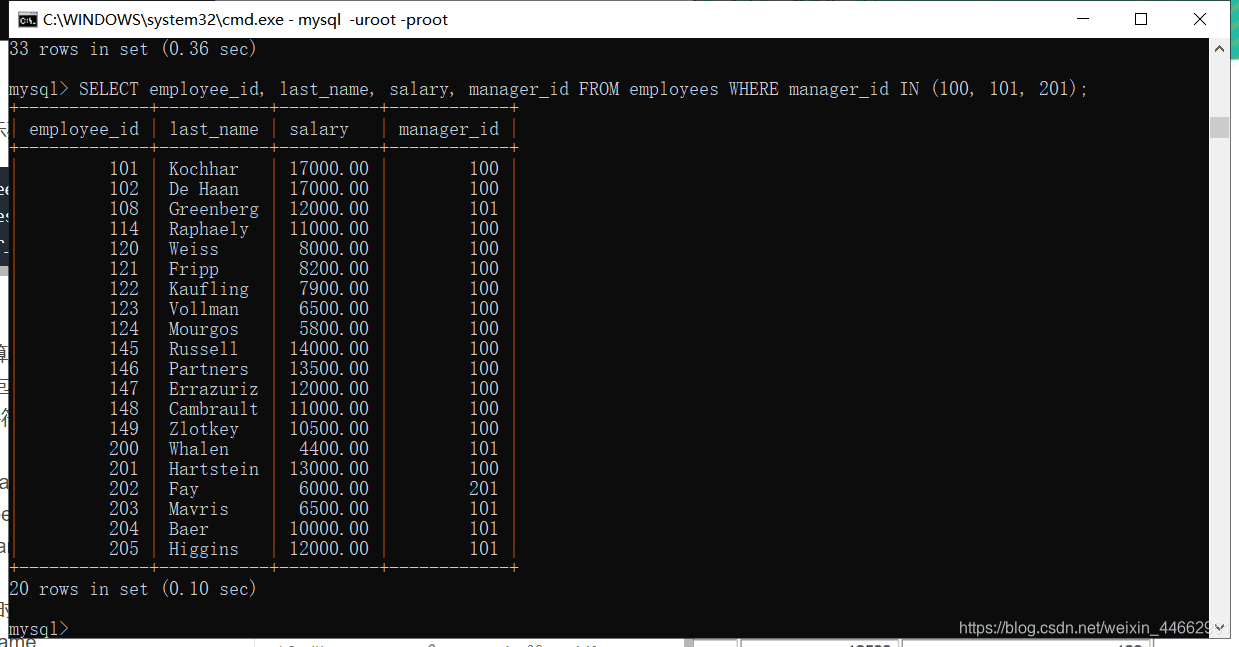 C:\WINDOWS\system32\cmd.exe - mysql  -uroot -proot
33 rows in set (0.36 sec)
mysql> SELECT employee_id, last_name, salary, manager_id FROM employees WHERE manager_id IN (100, 101, 201);
+-------------+-----------+----------+------------+
| employee_id | last_name | salary   | manager_id |
+-------------+-----------+----------+------------+
|         101 | Kochhar   | 17000.00 |        100 |
|         102 | De Haan   | 17000.00 |        100 |
|         108 | Greenberg | 12000.00 |        101 |
|         114 | Raphaely  | 11000.00 |        100 |
|         120 | Weiss     |  8000.00 |        100 |
|         121 | Fripp     |  8200.00 |        100 |
|         122 | Kaufling  |  7900.00 |        100 |
|         123 | Vollman   |  6500.00 |        100 |
|         124 | Mourgos   |  5800.00 |        100 |
|         145 | Russell   | 14000.00 |        100 |
|         146 | Partners  | 13500.00 |        100 |
|         147 | Errazuriz | 12000.00 |        100 |
|         148 | Cambrault | 11000.00 |        100 |
|         149 | Zlotkey   | 10500.00 |        100 |
|         200 | Whalen    |  4400.00 |        101 |
|         201 | Hartstein | 13000.00 |        100 |
|         202 | Fay       |  6000.00 |        201 |
|         203 | Mavris    |  6500.00 |        101 |
|         204 | Baer      | 10000.00 |        101 |
|         205 | Higgins   | 12000.00 |        101 |
+-------------+-----------+----------+------------+
20 rows in set (0.10 sec)
mysql>